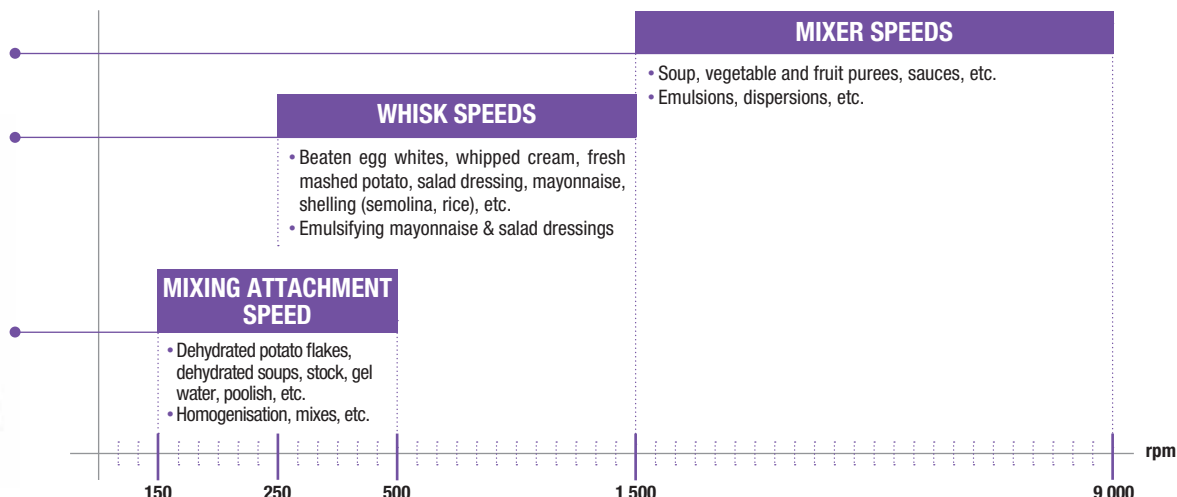 MIXER SPEEDS
• Soup, vegetable and fruit purees, sauces, etc.
• Emulsions, dispersions, etc.
WHISK SPEEDS
• Beaten egg whites, whipped cream, fresh
mashed potato, salad dressing, mayonnaise,
shelling (semolina, rice), etc.
• Emulsifying mayonnaise & salad dressings
MIXING ATTACHMENT
SPEED
• Dehydrated potato flakes,
dehydrated soups, stock, gel
water, poolish, etc.
• Homogenisation, mixes, etc.
rpm
150 250 500 1 500 9 000